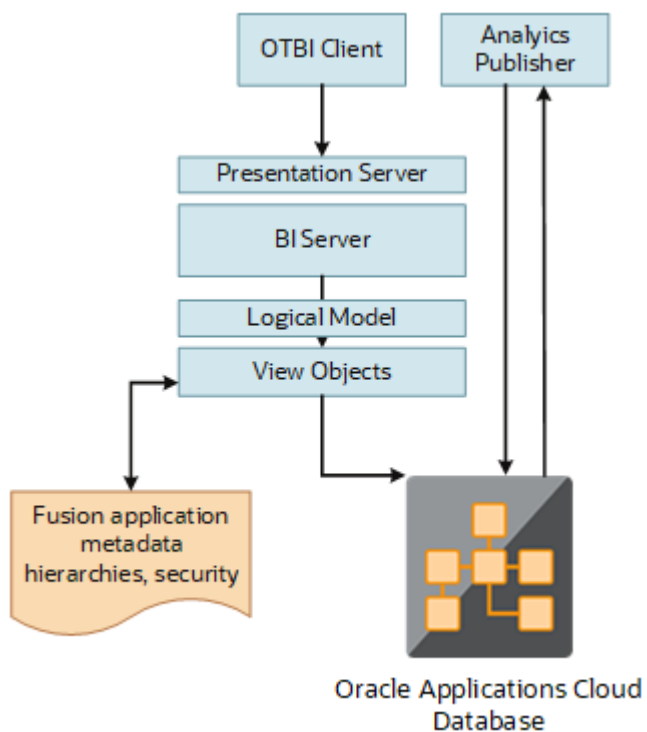 OTBI Client
Analyics
Publisher
Presentation Server
BI Server
Logical Model
View Objects
Fusion application
metadata
hierarchies, security
Oracle Applications Cloud
Database